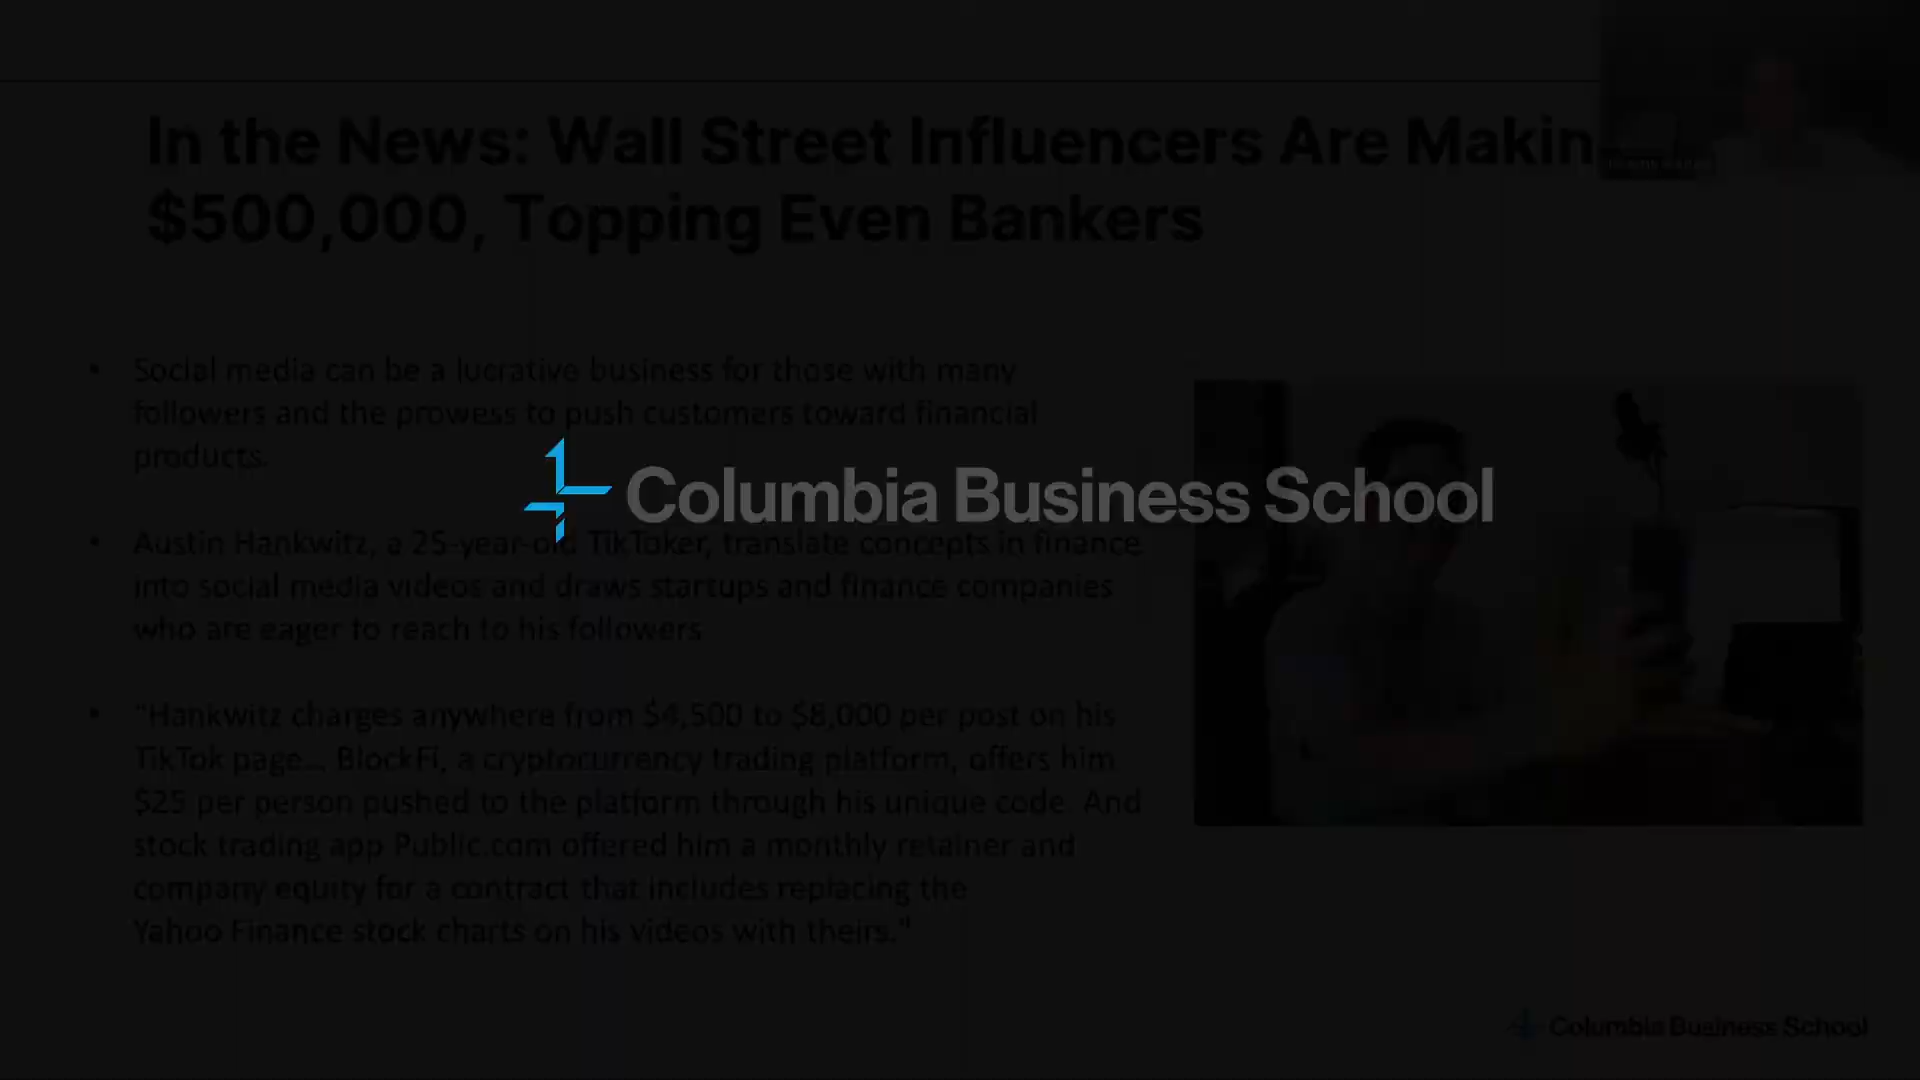 In the News: Wall Street Influencers Are Makin
$500,000, Topping Even Bankers
• Social media can be a lucrative business for those with many
followers and the prowess to push customers toward financial
products.
Columbia Business School
• Austin Hankwitz, a 25-year-old TikToker, translate concepts in finance
into social media videos and draws startups and finance companies
who are eager to reach to his followers
• "Hankwitz charges anywhere from $4,500 to $8,000 per post on his
TikTok page... BlockFi, a cryptocurrency trading platform, offers him
$25 per person pushed to the platform through his unique code. And
stock trading app Public.com offered him a monthly retainer and
company equity for a contract that includes replacing the
Yahoo Finance stock charts on his videos with theirs."
Columbia Business School